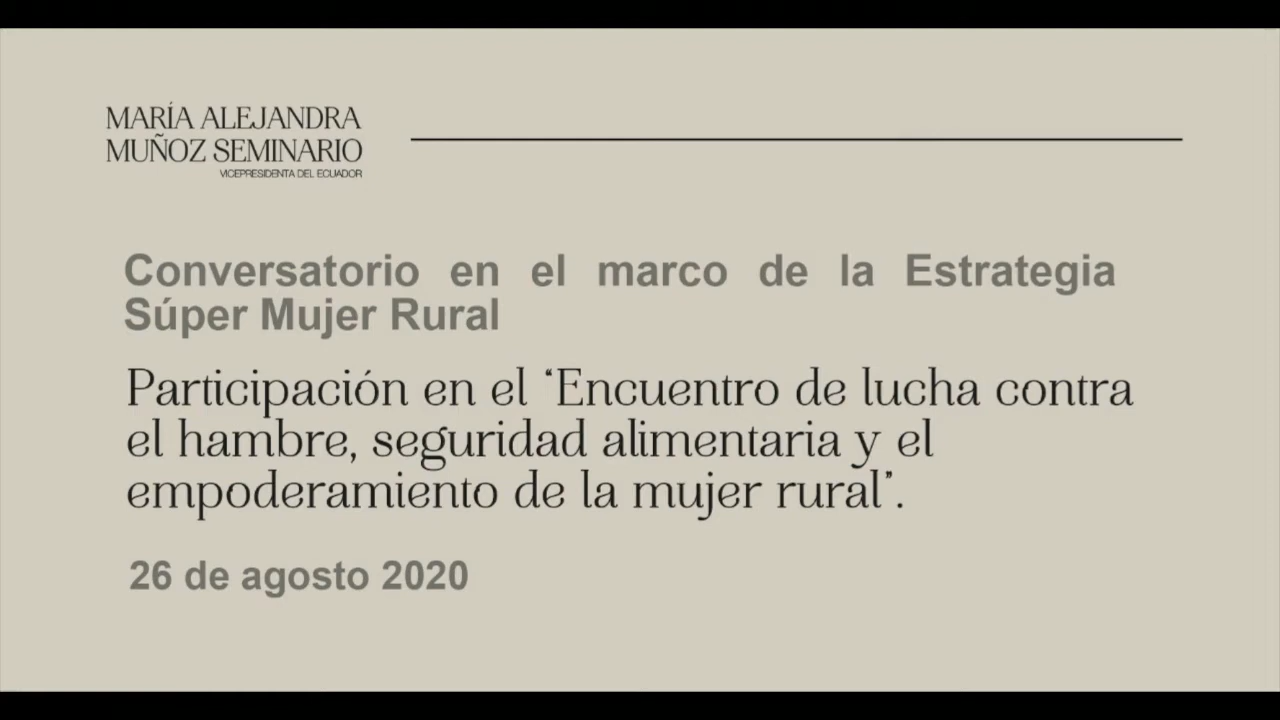 MARÍA ALEJANDRA
MUÑOZ SEMINARIO
VICEPRESIDENTA DEL ECUADOR
Conversatorio en el marco de la Estrategia
Súper Mujer Rural
Participación en el “Encuentro de lucha contra
el hambre, seguridad alimentaria y el
empoderamiento de la mujer rural”.
26 de agosto 2020